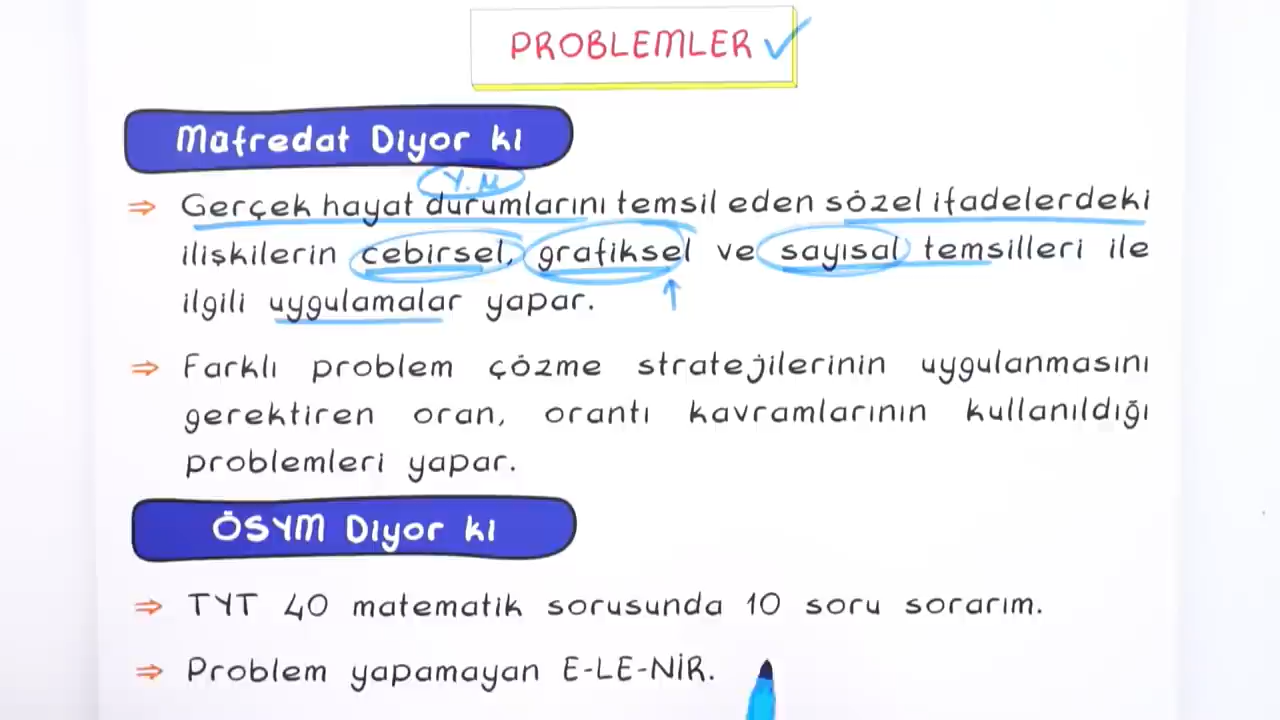 PROBLEMLER
Müfredat Diyor ki
Y. M
Gerçek hayat durumlarını temsil eden sözel ifadelerdeki
ilişkilerin cebirsel, grafiksel ve sayısal temsilleri ile
ilgili uygulamalar yapar.
Farklı problem çözme stratejilerinin uygulanmasını
gerektiren oran, orantı kavramlarının kullanıldığı
problemleri yapar.
ÖSYM Diyor ki
TYT 40 matematik sorusunda 10 soru sorarım.
Problem yapamayan E-LE-NİR.